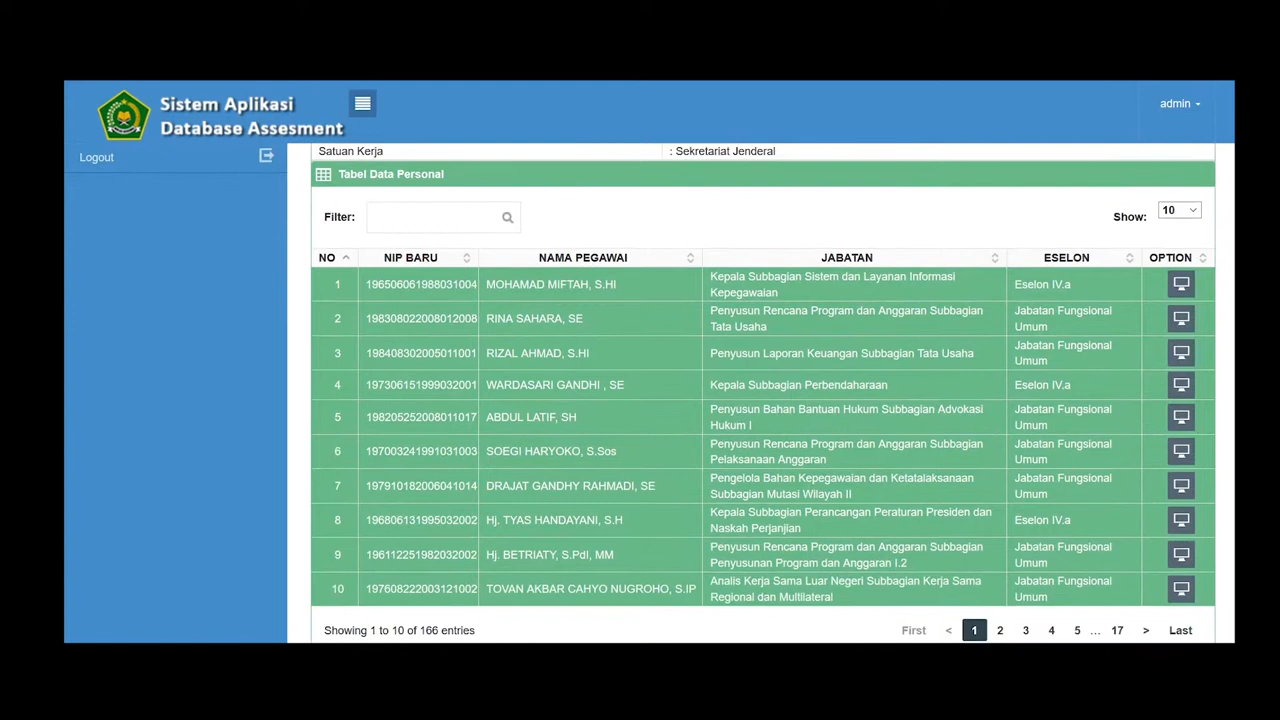 Sistem Aplikasi
Database Assesment
admin
Logout
Satuan Kerja : Sekretariat Jenderal
Tabel Data Personal
Filter: Show: 10
NO NIP BARU NAMA PEGAWAI JABATAN ESELON OPTION
1 196506061988031004 MOHAMAD MIFTAH, S.HI Kepala Subbagian Sistem dan Layanan Informasi Eselon IV.a
Kepegawaian
2 198308022008012008 RINA SAHARA, SE Penyusun Rencana Program dan Anggaran Subbagian Jabatan Fungsional
Tata Usaha Umum
3 198408302005011001 RIZAL AHMAD, S.HI Penyusun Laporan Keuangan Subbagian Tata Usaha Jabatan Fungsional
Umum
4 197306151999032001 WARDASARI GANDHI , SE Kepala Subbagian Perbendaharaan Eselon IV.a
5 198205252008011017 ABDUL LATIF, SH Penyusun Bahan Bantuan Hukum Subbagian Advokasi Jabatan Fungsional
Hukum I Umum
6 197003241991031003 SOEGI HARYOKO, S.Sos Penyusun Rencana Program dan Anggaran Subbagian Jabatan Fungsional
Pelaksanaan Anggaran Umum
7 197910182006041014 DRAJAT GANDHY RAHMADI, SE Pengelola Bahan Kepegawaian dan Ketatalaksanaan Jabatan Fungsional
Subbagian Mutasi Wilayah II Umum
8 196806131995032002 Hj. TYAS HANDAYANI, S.H Kepala Subbagian Perancangan Peraturan Presiden dan Eselon IV.a
Naskah Perjanjian
9 196112251982032002 Hj. BETRIATY, S.PdI, MM Penyusun Rencana Program dan Anggaran Subbagian Jabatan Fungsional
Penyusunan Program dan Anggaran I.2 Umum
10 197608222003121002 TOVAN AKBAR CAHYO NUGROHO, S.IP Analis Kerja Sama Luar Negeri Subbagian Kerja Sama Jabatan Fungsional
Regional dan Multilateral Umum
Showing 1 to 10 of 166 entries First < 1 2 3 4 5 ... 17 > Last